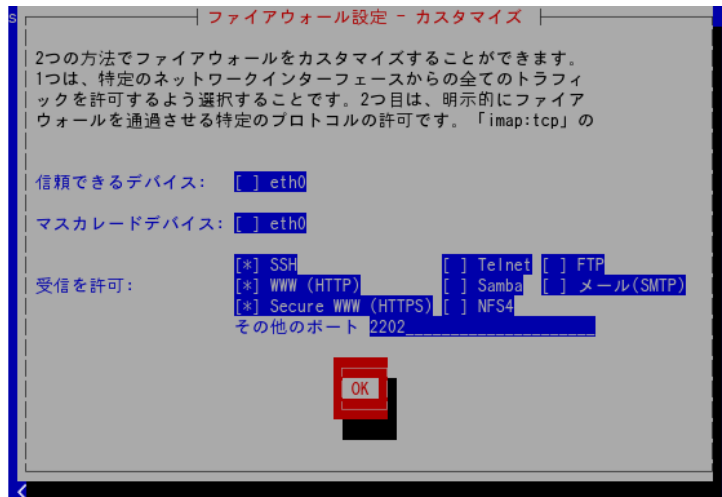 s
ファイアウォール設定 - カスタマイズ
2つの方法でファイアウォールをカスタマイズすることができます。
1つは、特定のネットワークインターフェースからの全てのトラフィ
ックを許可するよう選択することです。2つ目は、明示的にファイア
ウォールを通過させる特定のプロトコルの許可です。「imap:tcp」の
信頼できるデバイス: [ ] eth0
マスカレードデバイス: [ ] eth0
[*] SSH [ ] Telnet [ ] FTP
受信を許可: [*] WWW (HTTP) [ ] Samba [ ] メール(SMTP)
[*] Secure WWW (HTTPS) [ ] NFS4
その他のポート 2202_____________________
OK